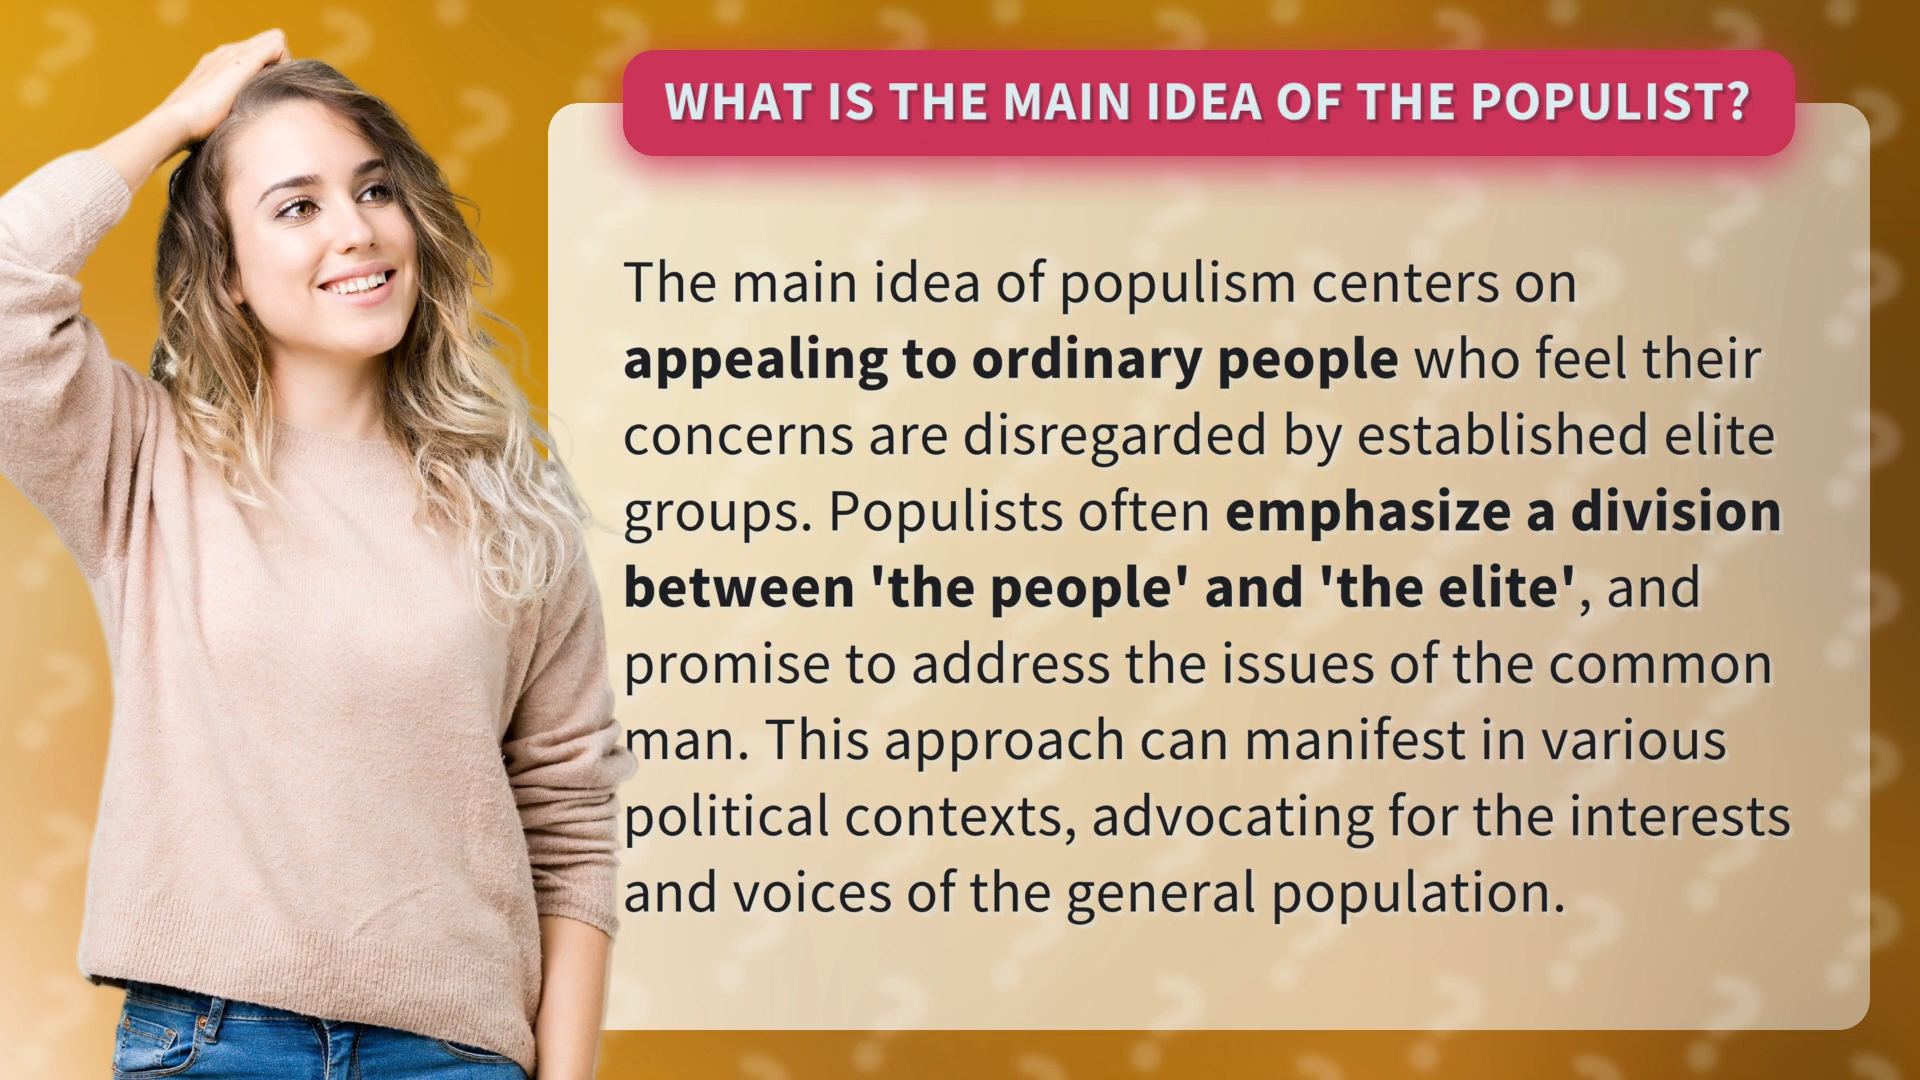 WHAT IS THE MAIN IDEA OF THE POPULIST?
The main idea of populism centers on
appealing to ordinary people who feel their
concerns are disregarded by established elite
groups. Populists often emphasize a division
between 'the people' and 'the elite', and
promise to address the issues of the common
man. This approach can manifest in various
political contexts, advocating for the interests
and voices of the general population.